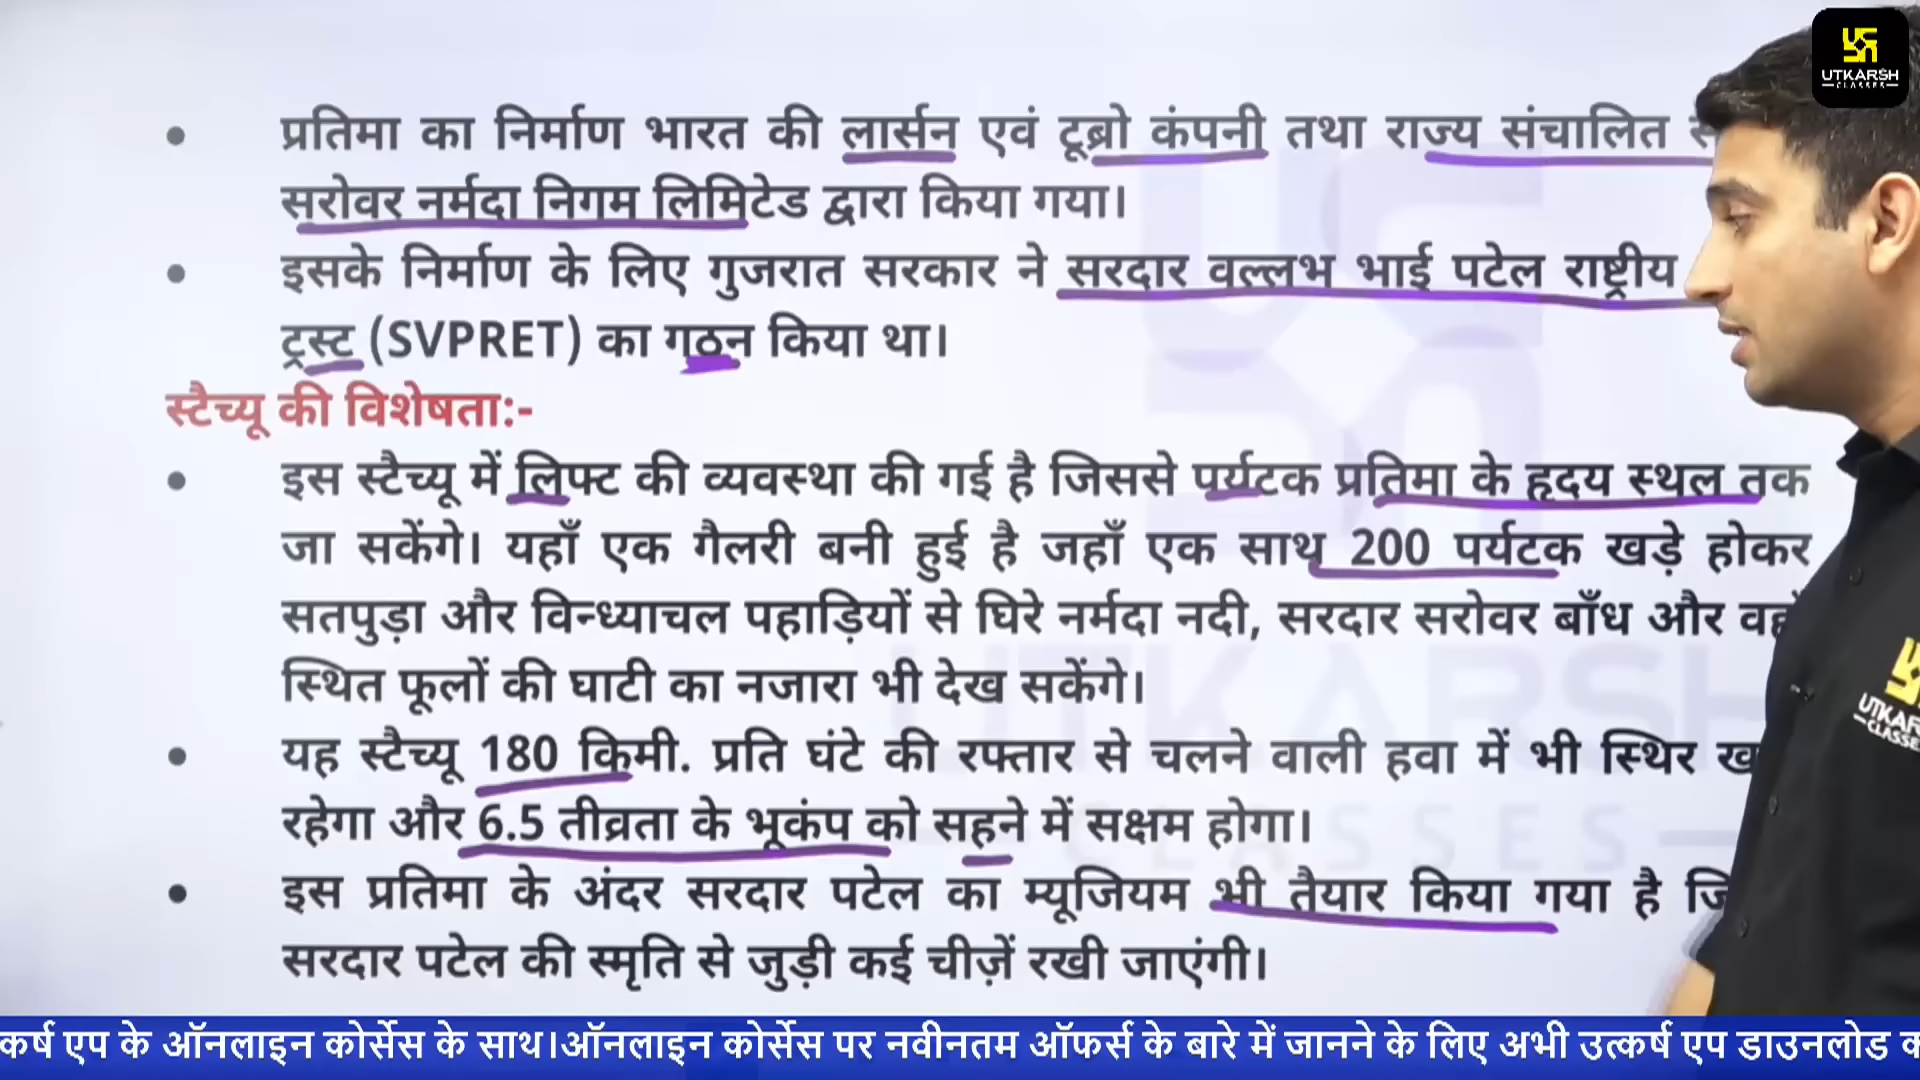 UTKARSH
CLASSES
प्रतिमा का निर्माण भारत की लार्सन एवं टूब्रो कंपनी तथा राज्य संचालित
सरोवर नर्मदा निगम लिमिटेड द्वारा किया गया।
इसके निर्माण के लिए गुजरात सरकार ने सरदार वल्लभ भाई पटेल राष्ट्रीय
ट्रस्ट (SVPRET) का गठन किया था।
स्टैच्यू की विशेषता:-
इस स्टैच्यू में लिफ्ट की व्यवस्था की गई है जिससे पर्यटक प्रतिमा के हृदय स्थल तक
जा सकेंगे। यहाँ एक गैलरी बनी हुई है जहाँ एक साथ 200 पर्यटक खड़े होकर
सतपुड़ा और विन्ध्याचल पहाड़ियों से घिरे नर्मदा नदी, सरदार सरोवर बाँध और
स्थित फूलों की घाटी का नजारा भी देख सकेंगे।
यह स्टैच्यू 180 किमी. प्रति घंटे की रफ्तार से चलने वाली हवा में भी स्थिर
रहेगा और 6.5 तीव्रता के भूकंप को सहने में सक्षम होगा।
इस प्रतिमा के अंदर सरदार पटेल का म्यूजियम भी तैयार किया गया है
सरदार पटेल की स्मृति से जुड़ी कई चीज़ें रखी जाएंगी।
UTKARSH
CLASSES
एप के ऑनलाइन कोर्सेस के साथ।ऑनलाइन कोर्सेस पर नवीनतम ऑफर्स के बारे में जानने के लिए अभी उत्कर्ष एप डाउनलोड